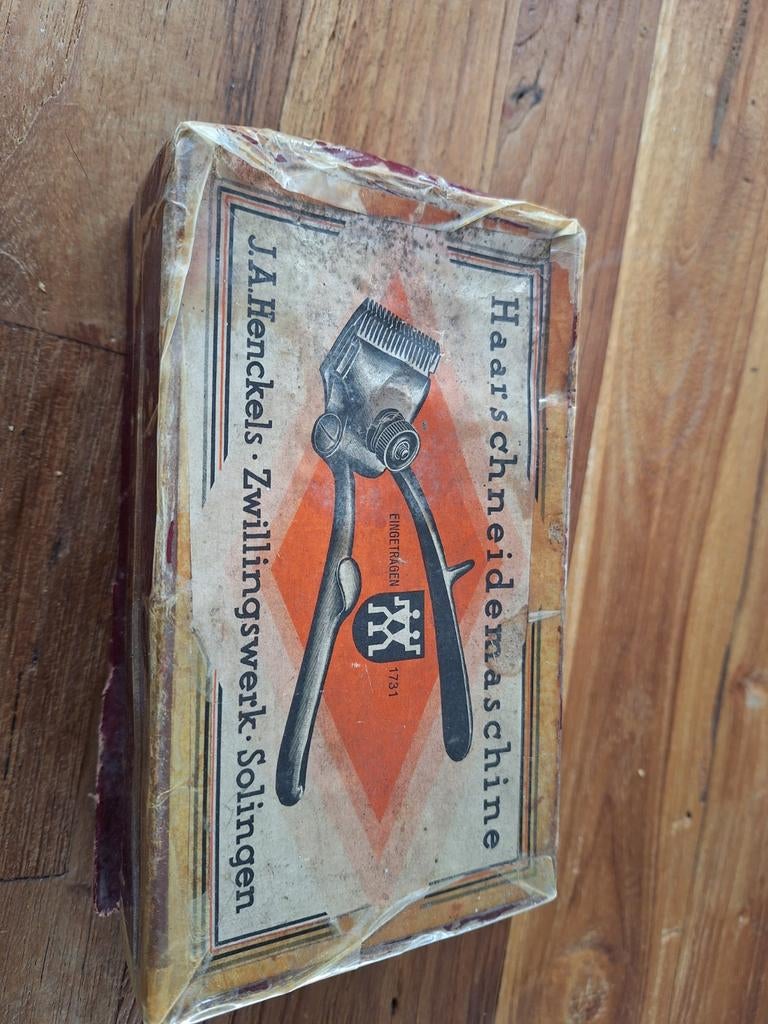 Haarschneidemaschine
EINGETRAGEN 1731
J.A.Henckels · Zwillingswerk · Solingen